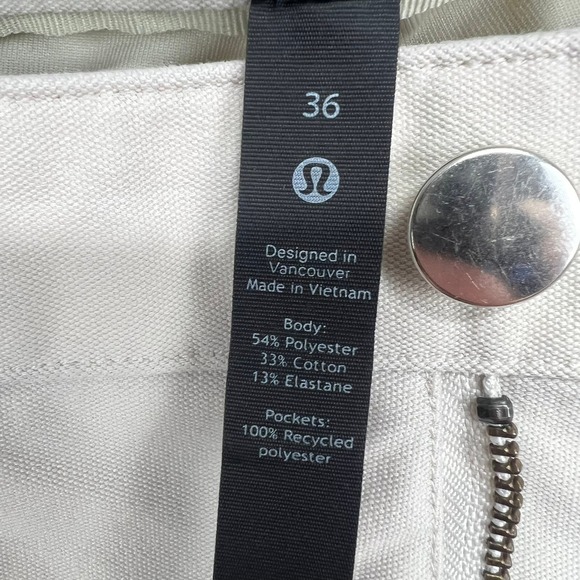 36
Designed in
Vancouver
Made in Vietnam
Body:
54% Polyester
33% Cotton
13% Elastane
Pockets:
100% Recycled
polyester